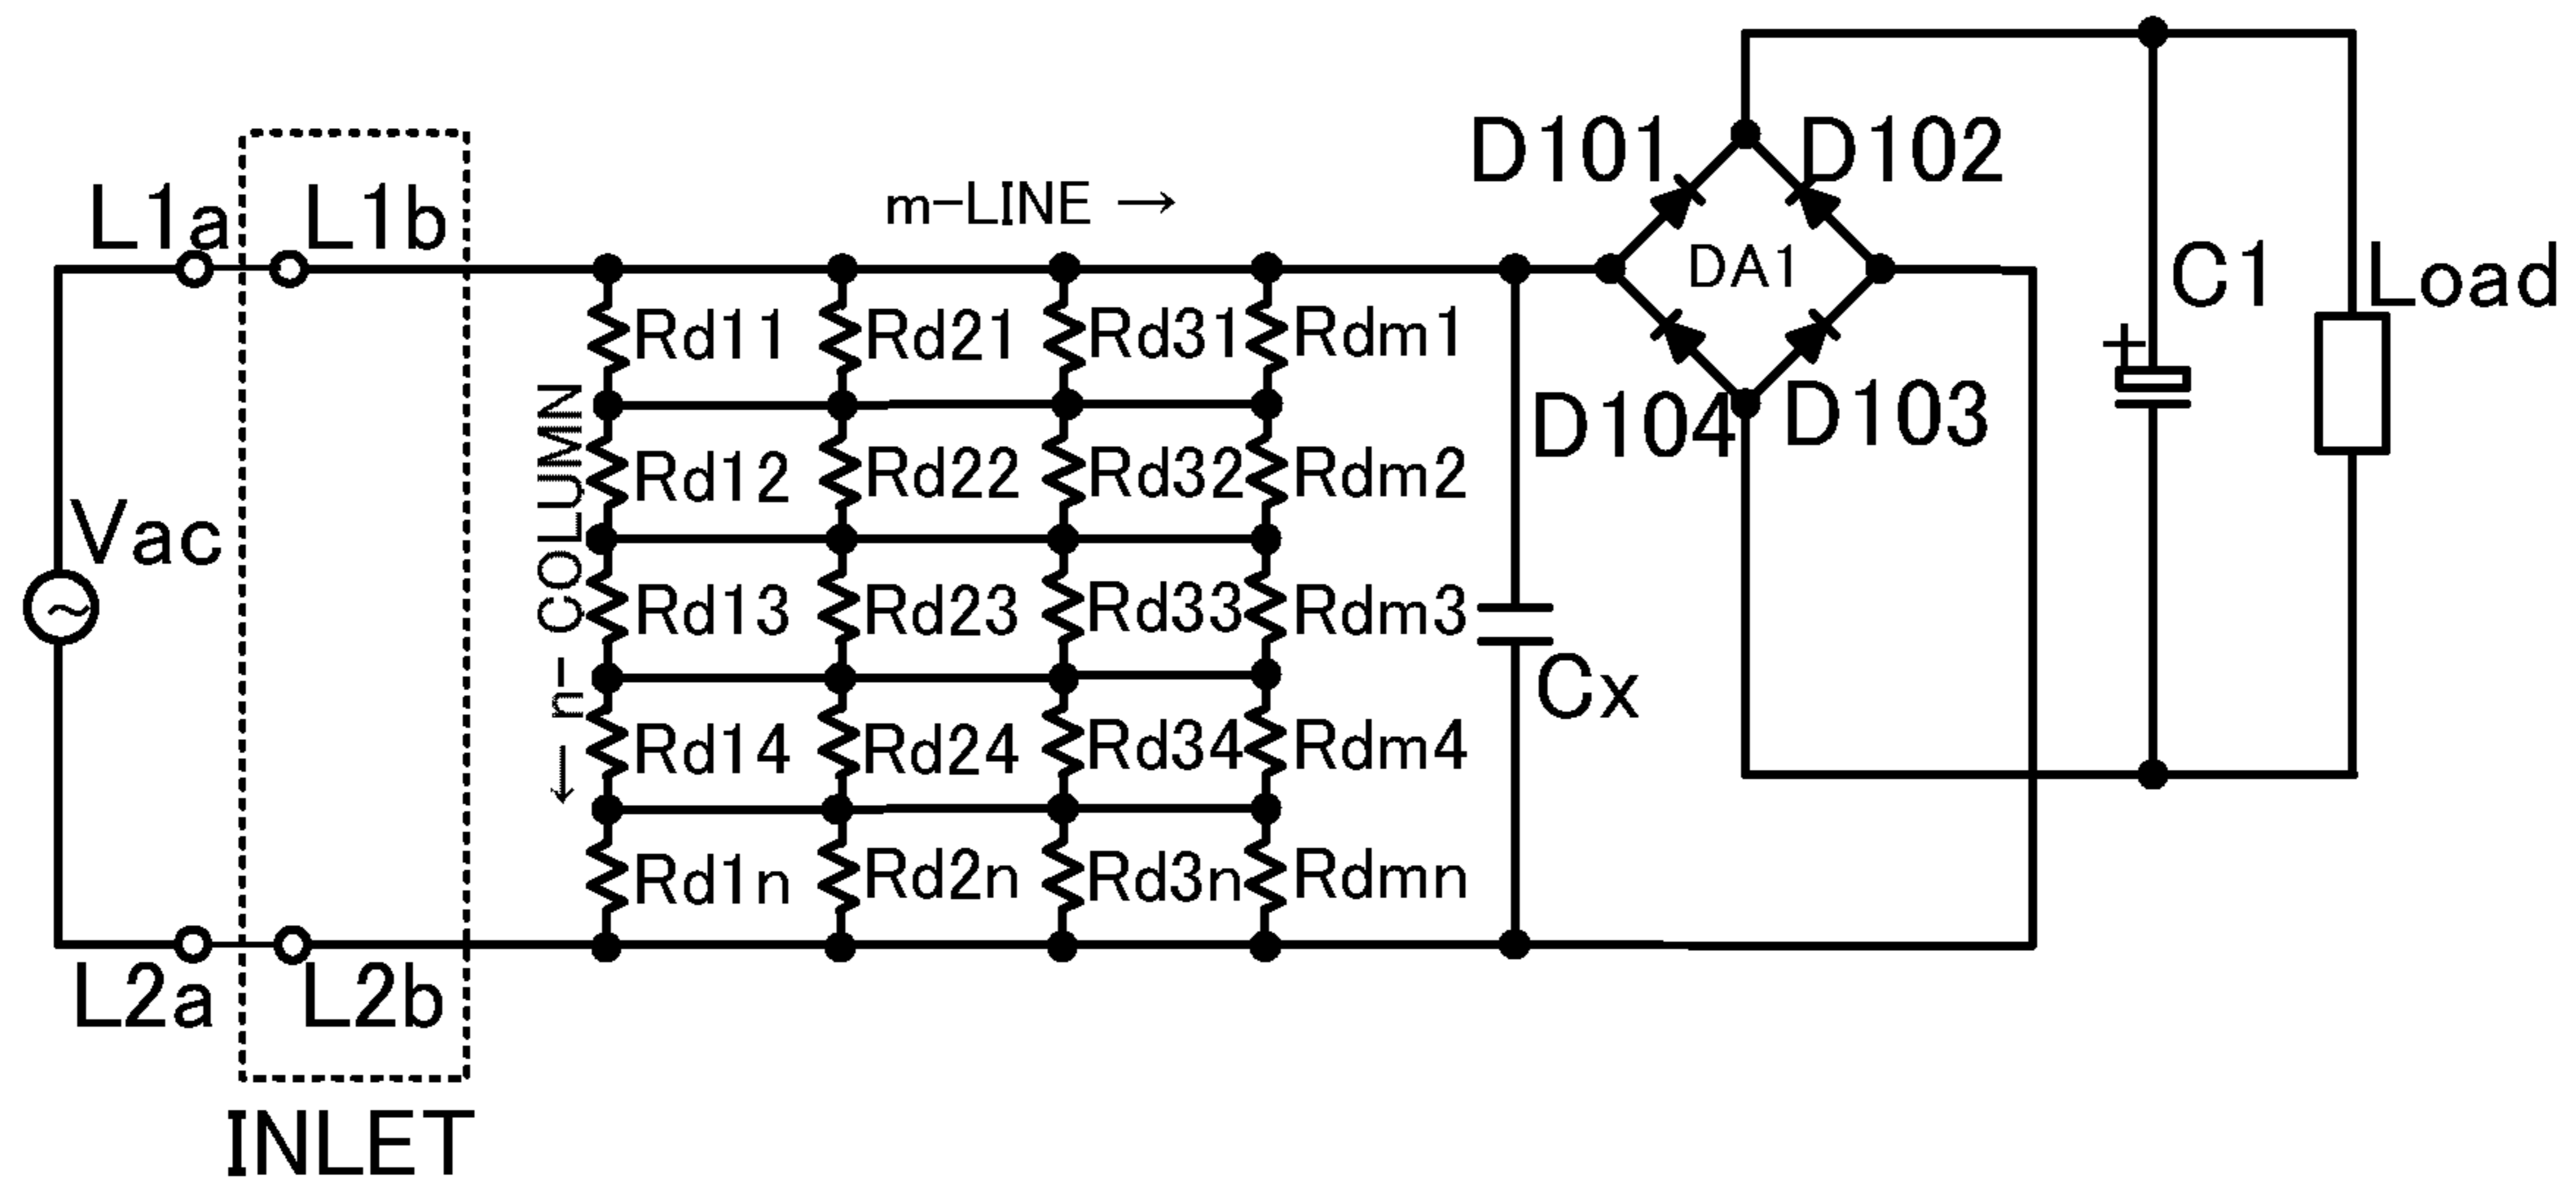 D101 D102
m-LINE →
L1a L1b
DA1
C1 Load
Rd11 Rd21 Rd31 Rdm1
+
D104 D103
Rd12 Rd22 Rd32 Rdm2
Vac
← n-COLUMN
Rd13 Rd23 Rd33 Rdm3
Cx
Rd14 Rd24 Rd34 Rdm4
Rd1n Rd2n Rd3n Rdmn
L2a L2b
INLET